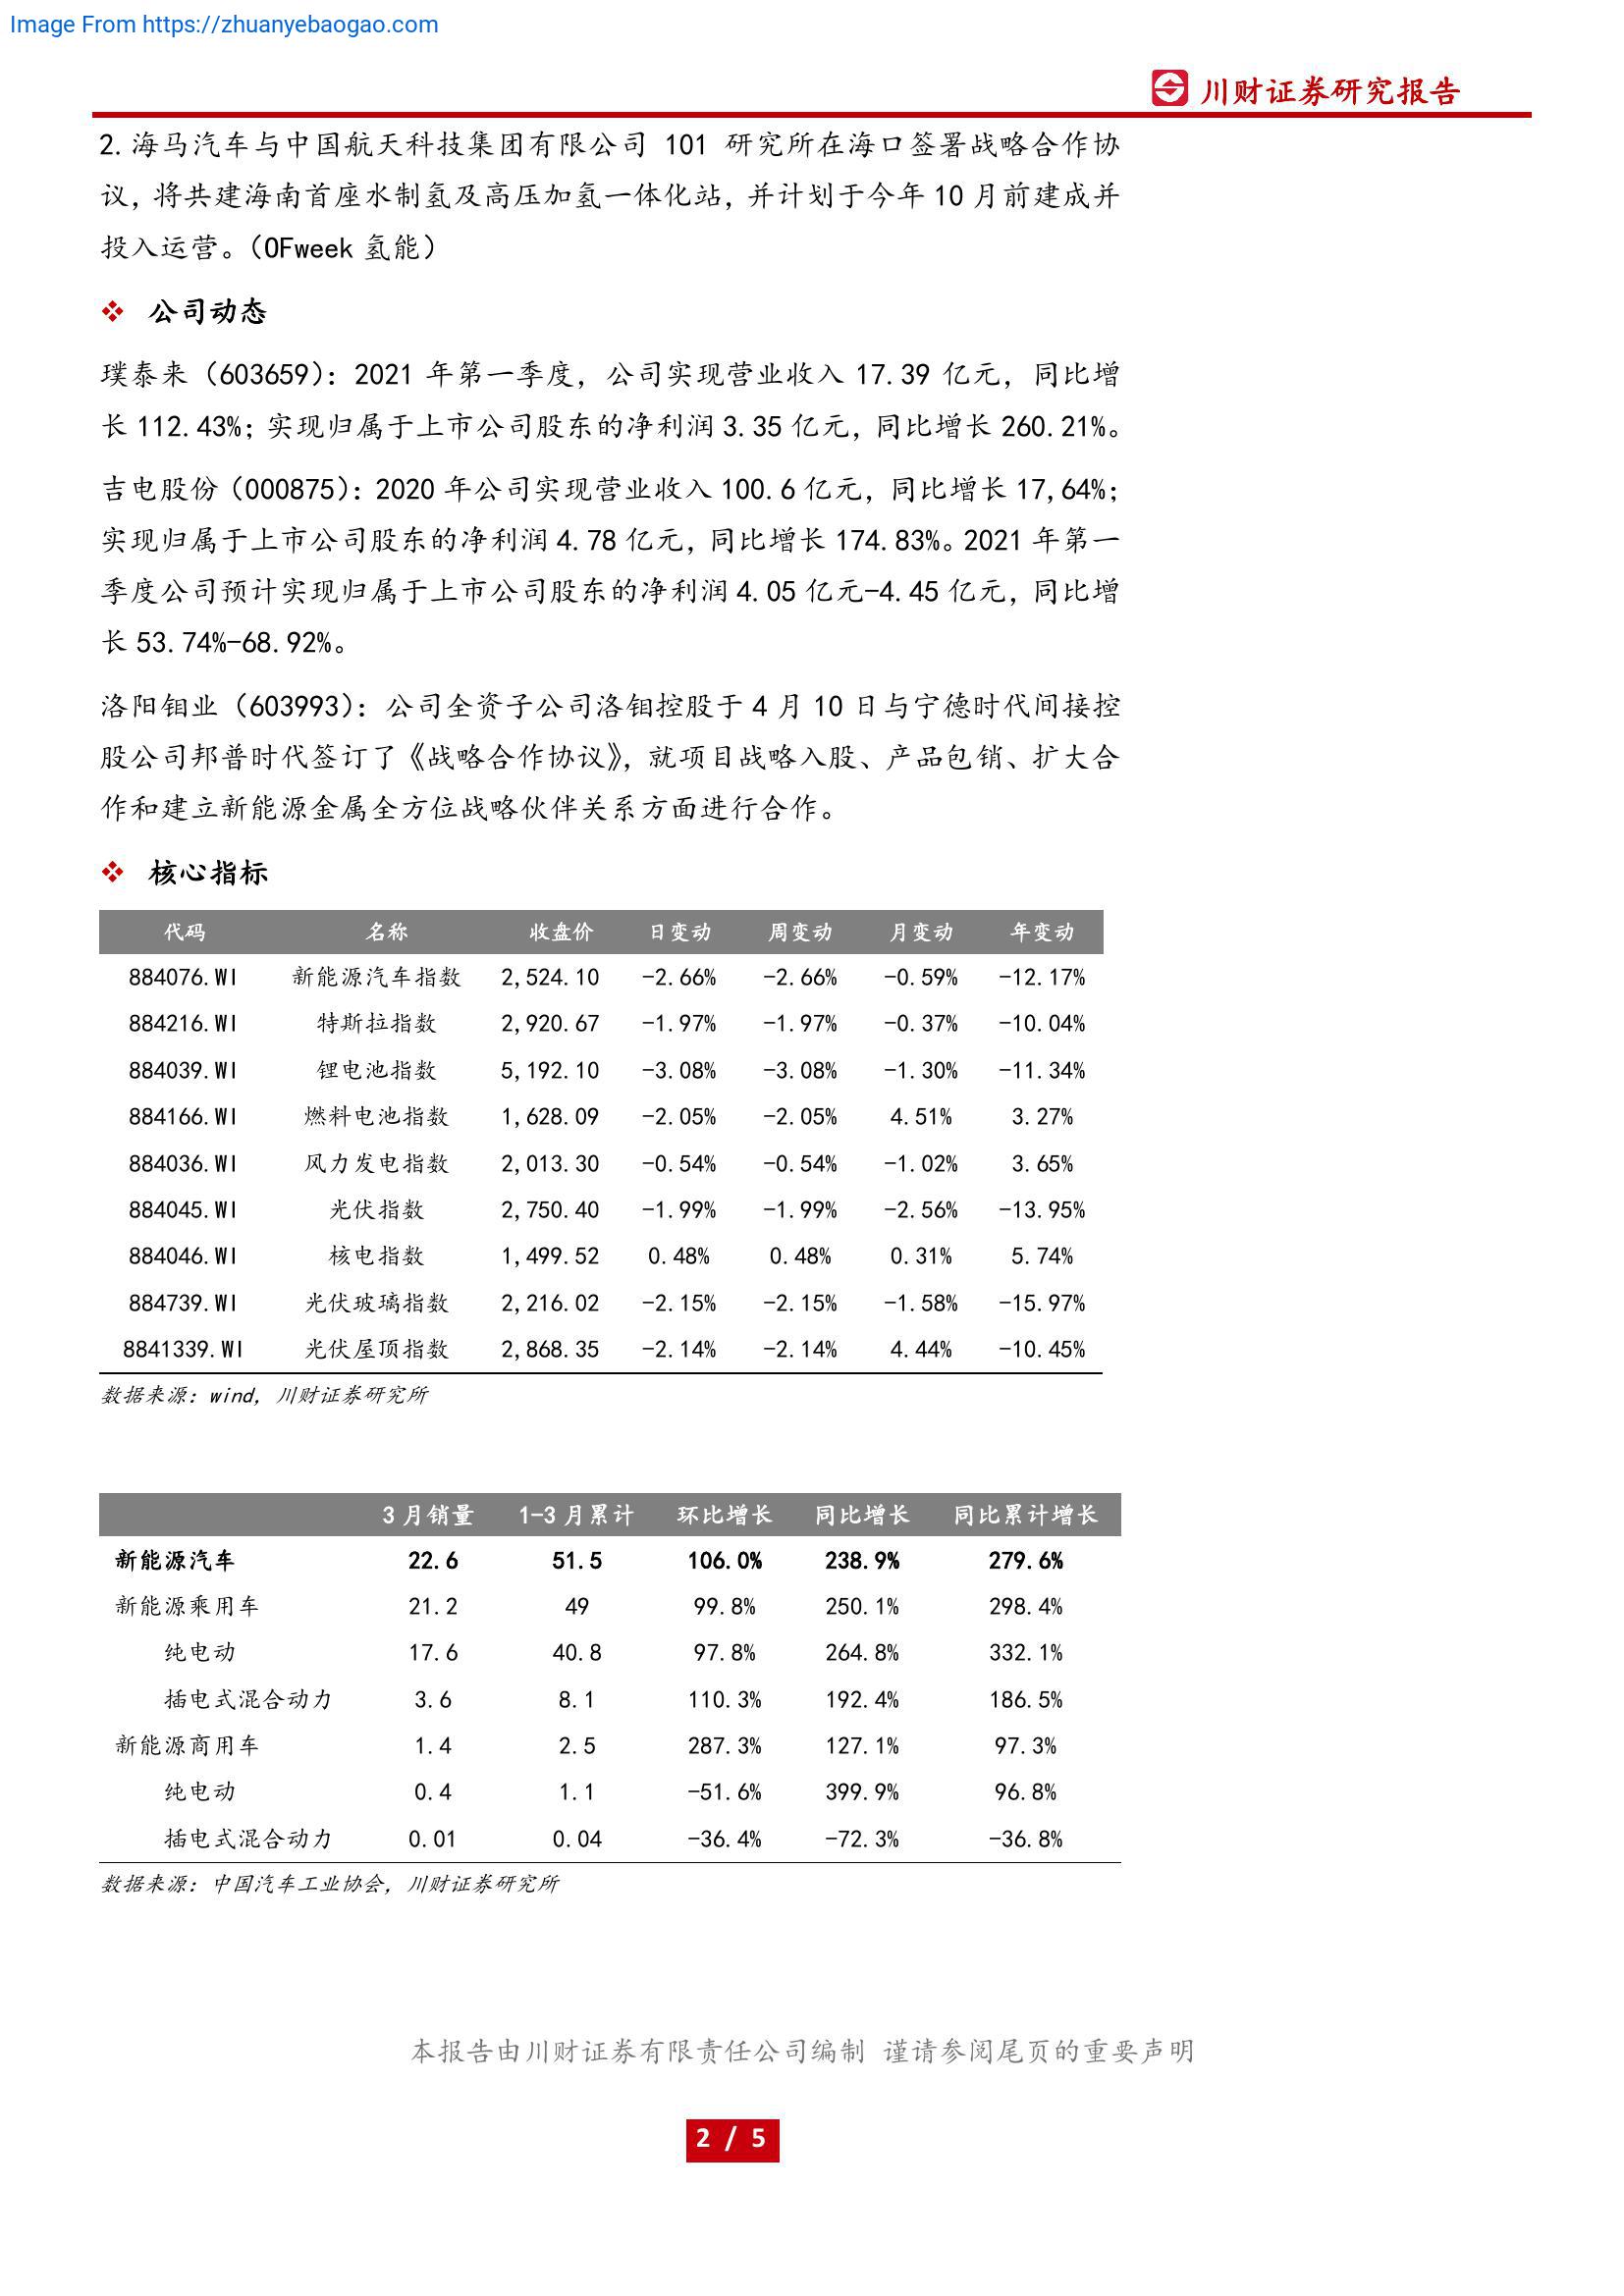 Image From https://zhuanyebaogao.com
川财证券研究报告
2.海马汽车与中国航天科技集团有限公司 101 研究所在海口签署战略合作协
议，将共建海南首座水制氢及高压加氢一体化站，并计划于今年 10 月前建成并
投入运营。（OFweek 氢能）
❖ 公司动态
璞泰来（603659）：2021 年第一季度，公司实现营业收入 17.39 亿元，同比增
长 112.43%；实现归属于上市公司股东的净利润 3.35 亿元，同比增长 260.21%。
吉电股份（000875）：2020 年公司实现营业收入 100.6 亿元，同比增长 17,64%；
实现归属于上市公司股东的净利润 4.78 亿元，同比增长 174.83%。2021 年第一
季度公司预计实现归属于上市公司股东的净利润 4.05 亿元-4.45 亿元，同比增
长 53.74%-68.92%。
洛阳钼业（603993）：公司全资子公司洛钼控股于 4 月 10 日与宁德时代间接控
股公司邦普时代签订了《战略合作协议》，就项目战略入股、产品包销、扩大合
作和建立新能源金属全方位战略伙伴关系方面进行合作。
❖ 核心指标
代码 名称 收盘价 日变动 周变动 月变动 年变动
884076.WI 新能源汽车指数 2,524.10 -2.66% -2.66% -0.59% -12.17%
884216.WI 特斯拉指数 2,920.67 -1.97% -1.97% -0.37% -10.04%
884039.WI 锂电池指数 5,192.10 -3.08% -3.08% -1.30% -11.34%
884166.WI 燃料电池指数 1,628.09 -2.05% -2.05% 4.51% 3.27%
884036.WI 风力发电指数 2,013.30 -0.54% -0.54% -1.02% 3.65%
884045.WI 光伏指数 2,750.40 -1.99% -1.99% -2.56% -13.95%
884046.WI 核电指数 1,499.52 0.48% 0.48% 0.31% 5.74%
884739.WI 光伏玻璃指数 2,216.02 -2.15% -2.15% -1.58% -15.97%
8841339.WI 光伏屋顶指数 2,868.35 -2.14% -2.14% 4.44% -10.45%
数据来源：wind，川财证券研究所
3 月销量 1-3 月累计 环比增长 同比增长 同比累计增长
新能源汽车 22.6 51.5 106.0% 238.9% 279.6%
新能源乘用车 21.2 49 99.8% 250.1% 298.4%
纯电动 17.6 40.8 97.8% 264.8% 332.1%
插电式混合动力 3.6 8.1 110.3% 192.4% 186.5%
新能源商用车 1.4 2.5 287.3% 127.1% 97.3%
纯电动 0.4 1.1 -51.6% 399.9% 96.8%
插电式混合动力 0.01 0.04 -36.4% -72.3% -36.8%
数据来源：中国汽车工业协会，川财证券研究所
本报告由川财证券有限责任公司编制 谨请参阅尾页的重要声明
2 / 5